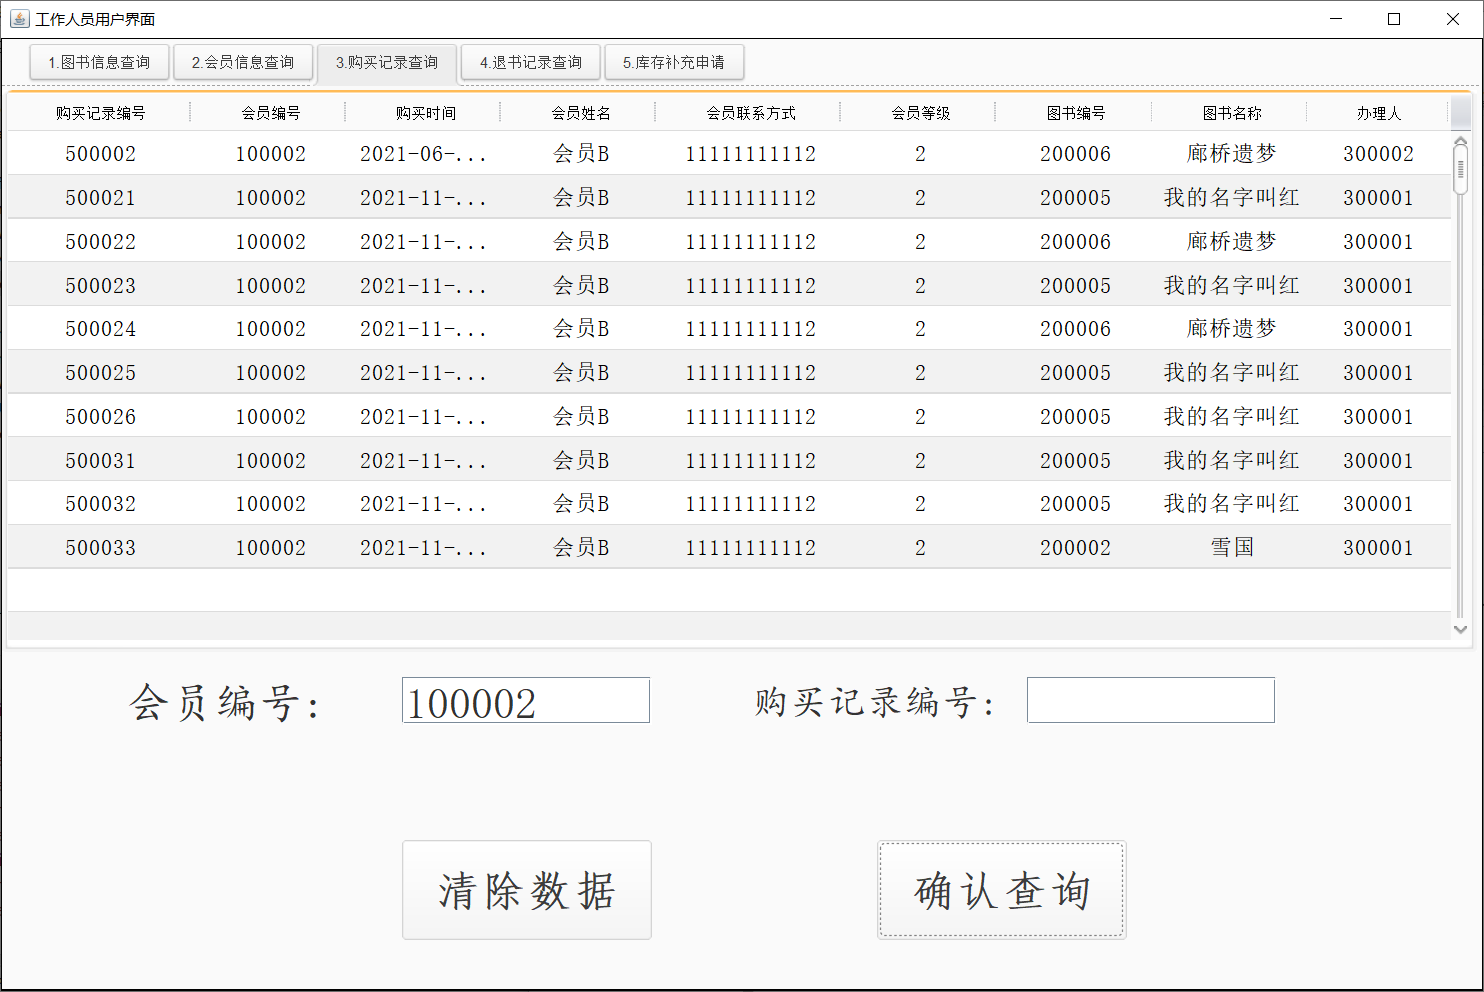 工作人员用户界面
1.图书信息查询 2.会员信息查询 3.购买记录查询 4.退书记录查询 5.库存补充申请
购买记录编号 会员编号 购买时间 会员姓名 会员联系方式 会员等级 图书编号 图书名称 办理人
500002 100002 2021-06-... 会员B 11111111112 2 200006 廊桥遗梦 300002
500021 100002 2021-11-... 会员B 11111111112 2 200005 我的名字叫红 300001
500022 100002 2021-11-... 会员B 11111111112 2 200006 廊桥遗梦 300001
500023 100002 2021-11-... 会员B 11111111112 2 200005 我的名字叫红 300001
500024 100002 2021-11-... 会员B 11111111112 2 200006 廊桥遗梦 300001
500025 100002 2021-11-... 会员B 11111111112 2 200005 我的名字叫红 300001
500026 100002 2021-11-... 会员B 11111111112 2 200005 我的名字叫红 300001
500031 100002 2021-11-... 会员B 11111111112 2 200005 我的名字叫红 300001
500032 100002 2021-11-... 会员B 11111111112 2 200005 我的名字叫红 300001
500033 100002 2021-11-... 会员B 11111111112 2 200002 雪国 300001
会员编号： 100002 购买记录编号：
清除数据 确认查询